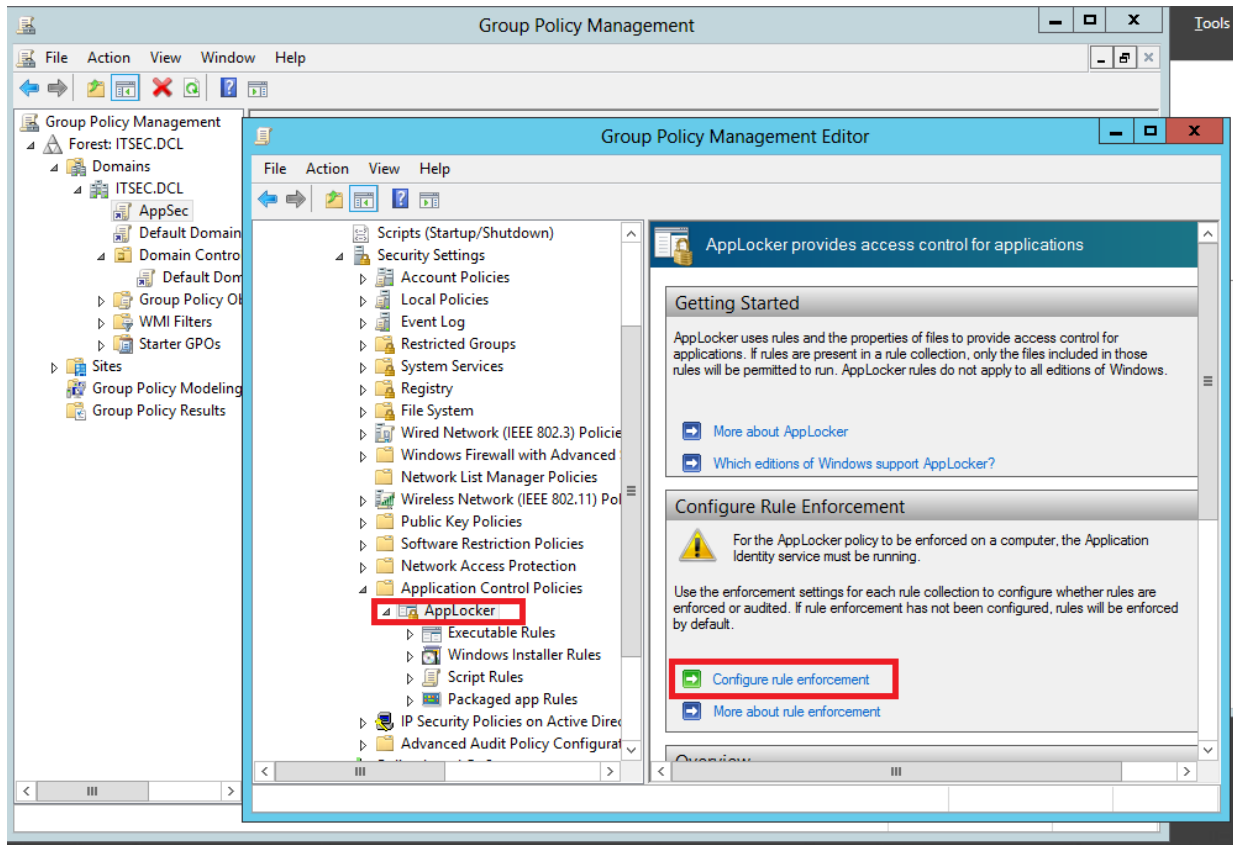 Group Policy Management
Tools
File Action View Window Help
Group Policy Management
Forest: ITSEC.DCL
Domains
ITSEC.DCL
AppSec
Default Domain
Domain Contro
Default Dom
Group Policy Ob
WMI Filters
Starter GPOs
Sites
Group Policy Modeling
Group Policy Results
Group Policy Management Editor
File Action View Help
Scripts (Startup/Shutdown)
Security Settings
Account Policies
Local Policies
Event Log
Restricted Groups
System Services
Registry
File System
Wired Network (IEEE 802.3) Policie
Windows Firewall with Advanced
Network List Manager Policies
Wireless Network (IEEE 802.11) Pol
Public Key Policies
Software Restriction Policies
Network Access Protection
Application Control Policies
AppLocker
Executable Rules
Windows Installer Rules
Script Rules
Packaged app Rules
IP Security Policies on Active Direc
Advanced Audit Policy Configurat
AppLocker provides access control for applications
Getting Started
AppLocker uses rules and the properties of files to provide access control for
applications. If rules are present in a rule collection, only the files included in those
rules will be permitted to run. AppLocker rules do not apply to all editions of Windows.
More about AppLocker
Which editions of Windows support AppLocker?
Configure Rule Enforcement
For the AppLocker policy to be enforced on a computer, the Application
Identity service must be running.
Use the enforcement settings for each rule collection to configure whether rules are
enforced or audited. If rule enforcement has not been configured, rules will be enforced
by default.
Configure rule enforcement
More about rule enforcement
Overview